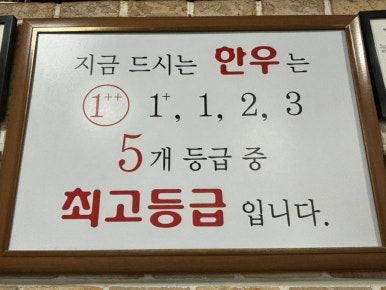 지금 드시는 한우는
1++ 1+, 1, 2, 3
5개 등급 중
최고등급 입니다.